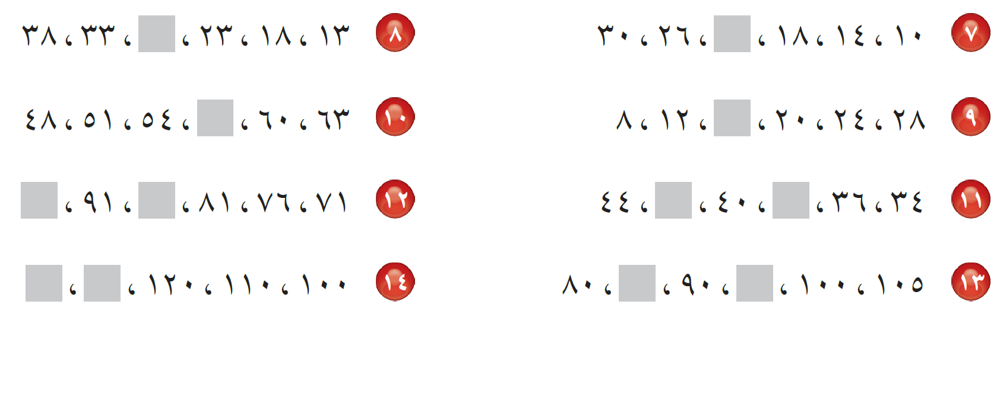 ٧ ١٠ ، ١٤ ، ١٨ ، ، ٢٦ ، ٣٠
٨ ١٣ ، ١٨ ، ٢٣ ، ، ٣٣ ، ٣٨
٩ ٢٨ ، ٢٤ ، ٢٠ ، ، ١٢ ، ٨
١٠ ٦٣ ، ٦٠ ، ، ٥٤ ، ٥١ ، ٤٨
١١ ٣٤ ، ٣٦ ، ، ٤٠ ، ، ٤٤
١٢ ٧١ ، ٧٦ ، ٨١ ، ، ٩١ ،
١٣ ١٠٥ ، ١٠٠ ، ، ٩٠ ، ، ٨٠
١٤ ١٠٠ ، ١١٠ ، ١٢٠ ، ،